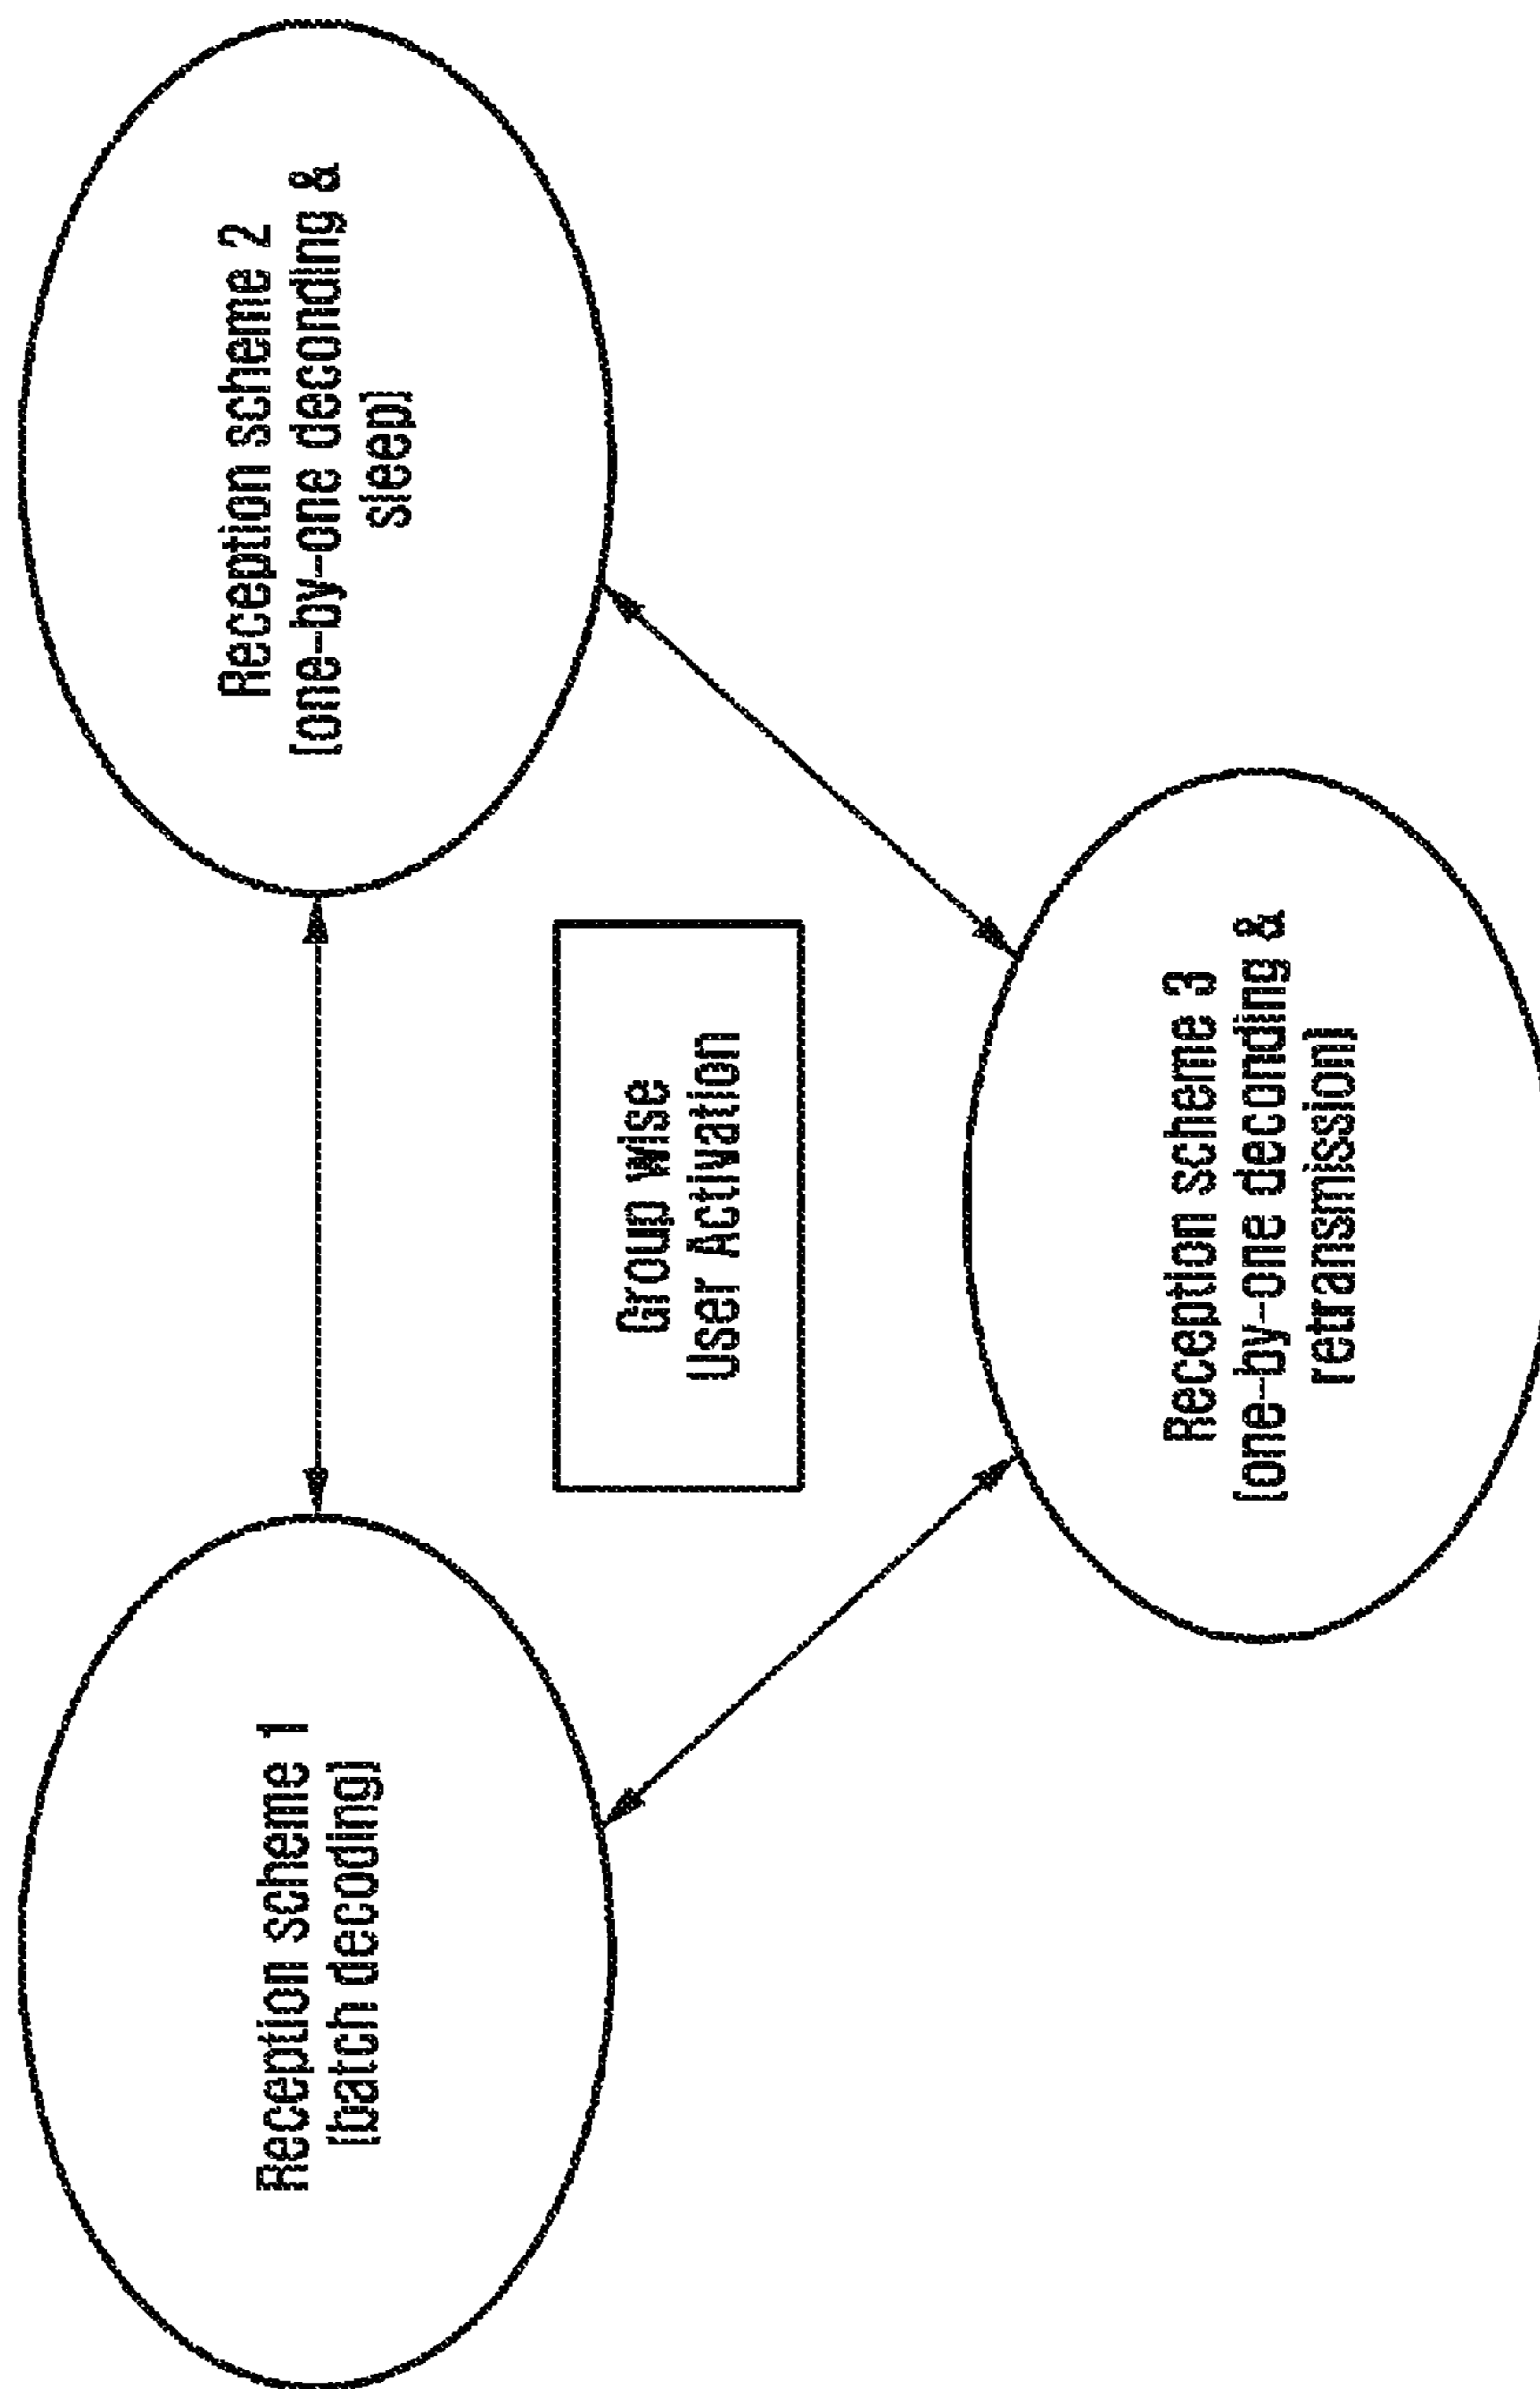 Reception scheme 1
(batch decoding)
Reception scheme 2
(one-by-one deconding &
sleep)
Group wise
User Activation
Reception scheme 3
(one-by-one deconding &
retransmission)